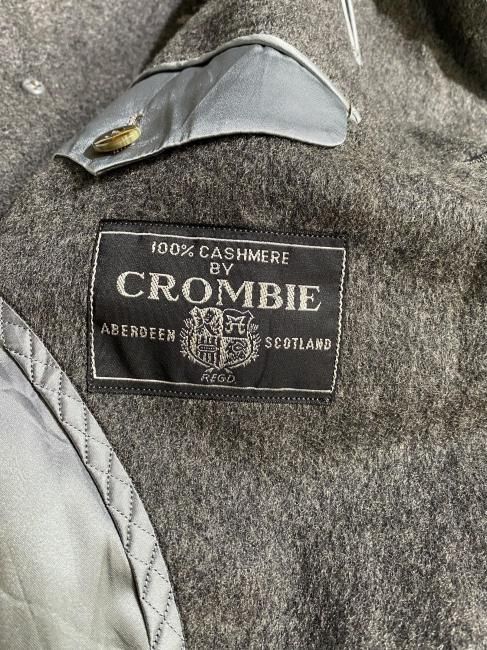 100% CASHMERE
BY
CROMBIE
ABERDEEN SCOTLAND
REGD